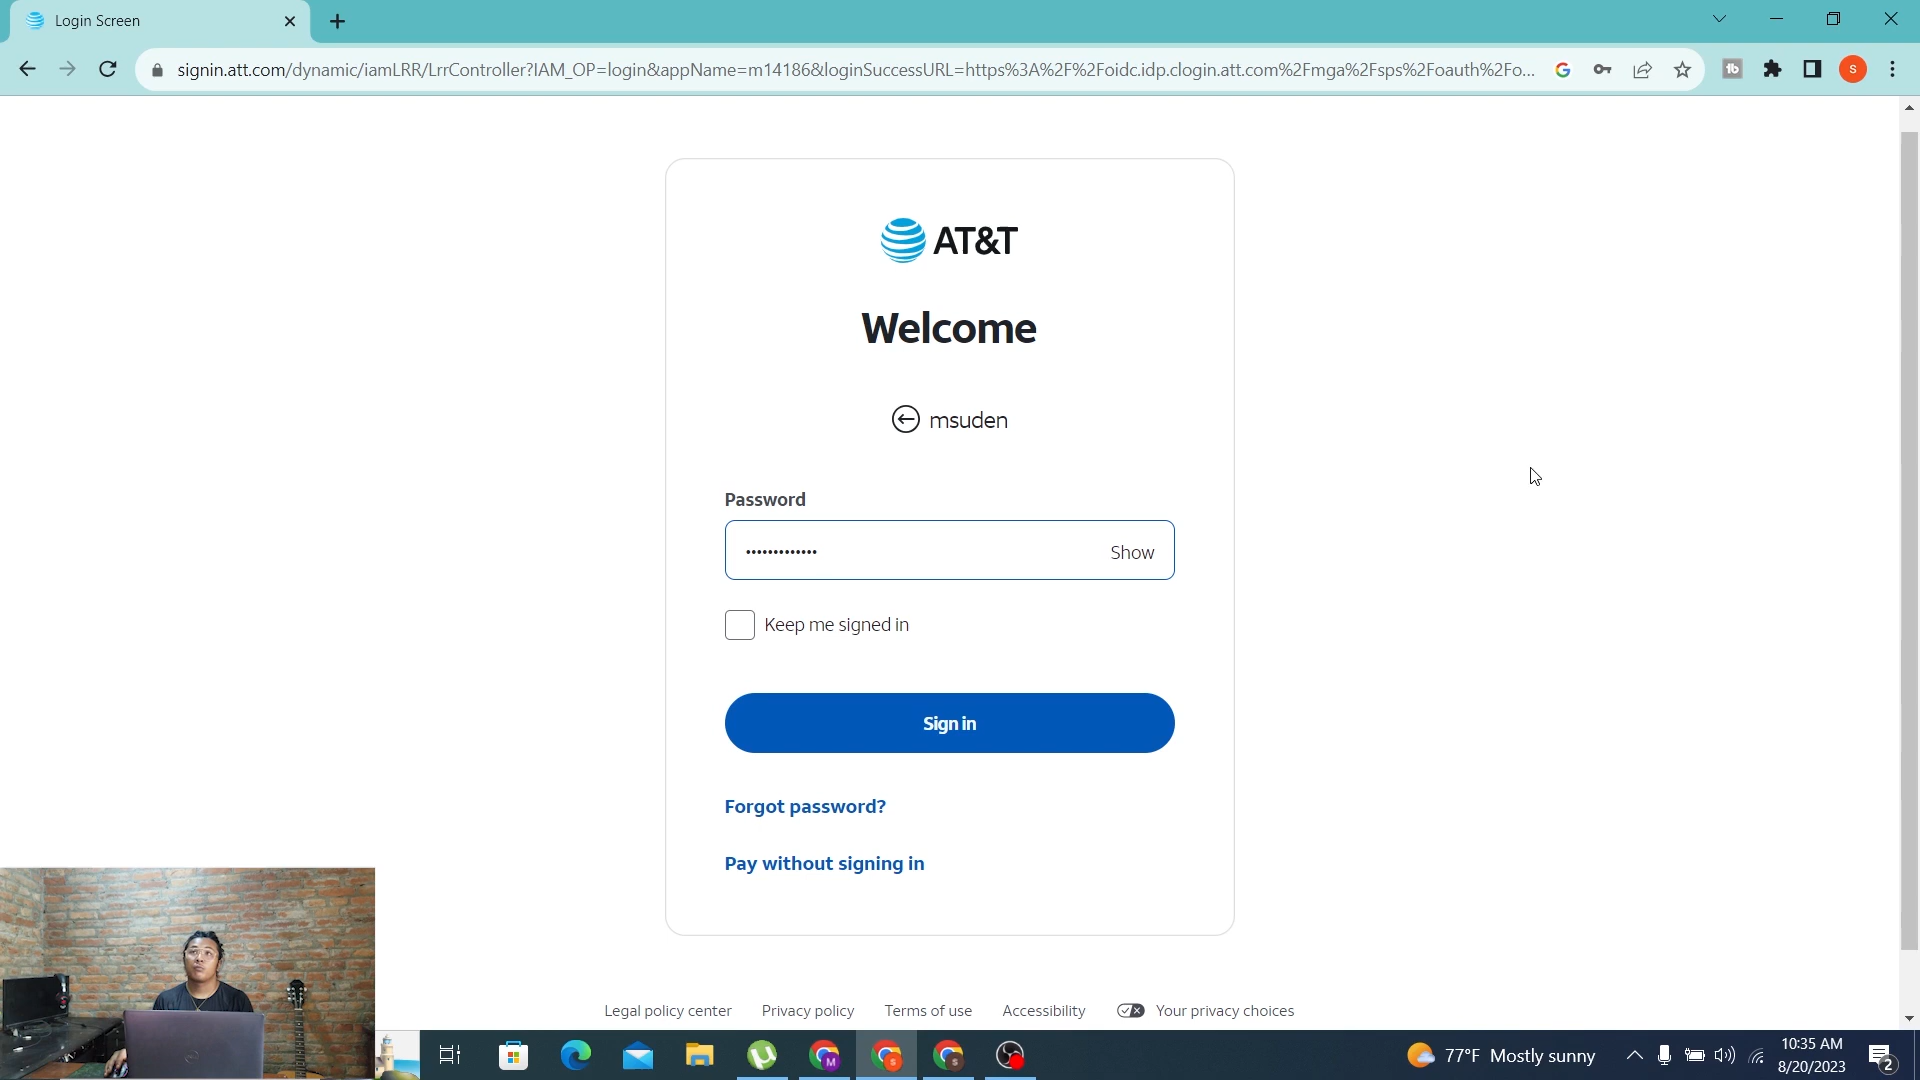 Login Screen
signin.att.com/dynamic/iamLRR/LrrController?IAM_OP=login&appName=m14186&loginSuccessURL=https%3A%2F%2Foidc.idp.clogin.att.com%2Fmga%2Fsps%2Foauth%2Fo...
S
AT&T
Welcome
msuden
Password
•••••••••••••
Show
Keep me signed in
Sign in
Forgot password?
Pay without signing in
Legal policy center
Privacy policy
Terms of use
Accessibility
Your privacy choices
M
S
S
77°F Mostly sunny
10:35 AM
8/20/2023
2